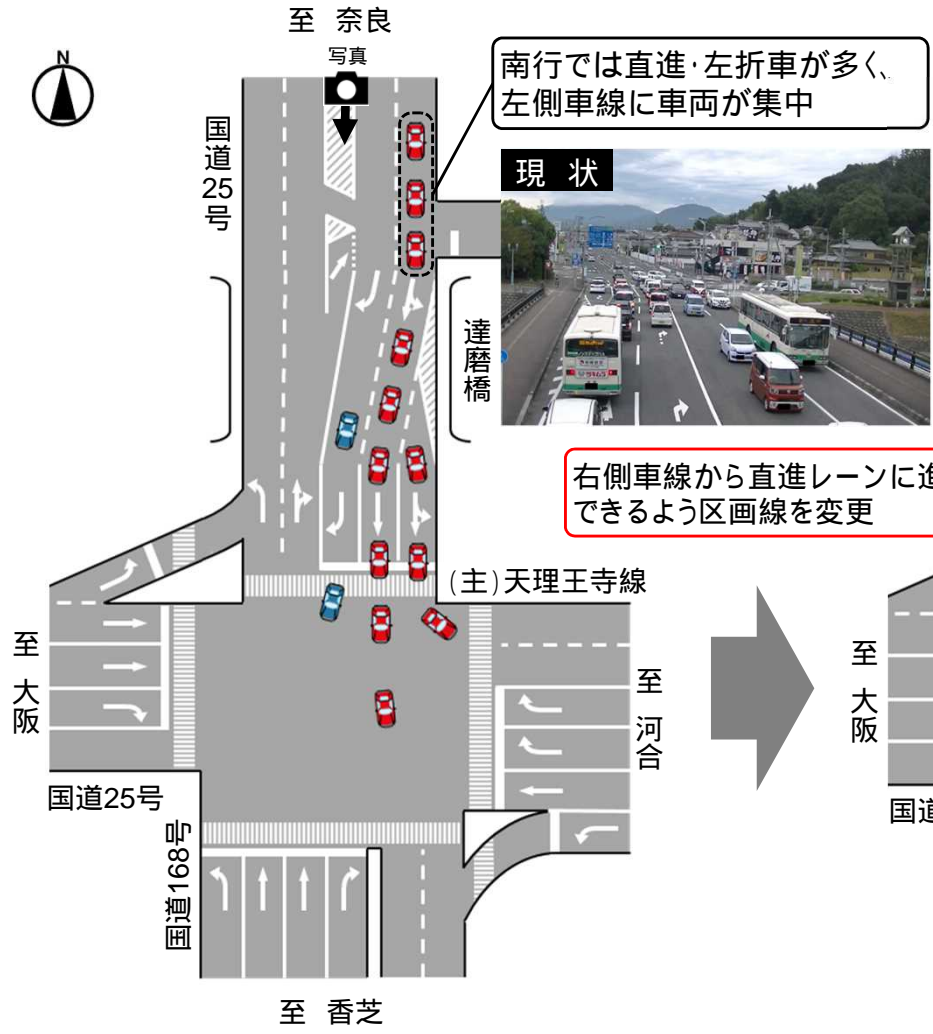 至 奈良
写真
N
南行では直進・左折車が多く、
左側車線に車両が集中
国道25号
現 状
達磨橋
右側車線から直進レーンに進
できるよう区画線を変更
(主)天理王寺線
至 大阪
至 河合
至 大阪
国道25号
国道
国道168号
至 香芝